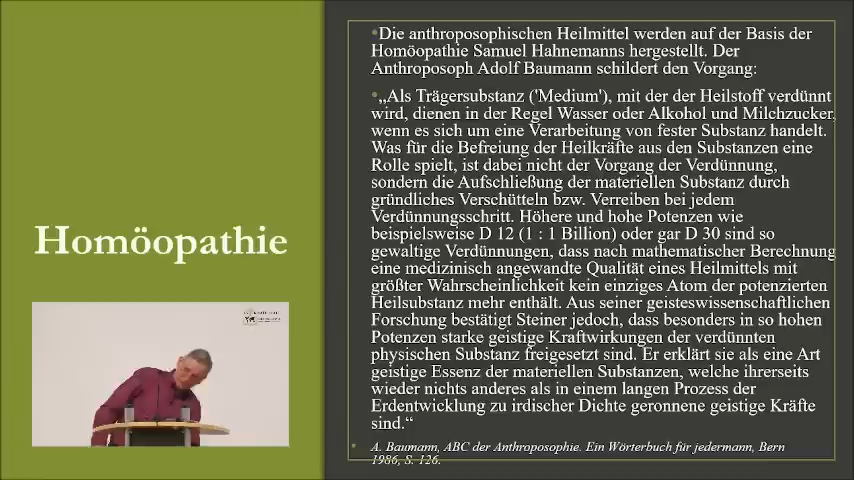 Homöopathie
•Die anthroposophischen Heilmittel werden auf der Basis der
Homöopathie Samuel Hahnemanns hergestellt. Der
Anthroposoph Adolf Baumann schildert den Vorgang:
•„Als Trägersubstanz ('Medium'), mit der der Heilstoff verdünnt
wird, dienen in der Regel Wasser oder Alkohol und Milchzucker,
wenn es sich um eine Verarbeitung von fester Substanz handelt.
Was für die Befreiung der Heilkräfte aus den Substanzen eine
Rolle spielt, ist dabei nicht der Vorgang der Verdünnung,
sondern die Aufschließung der materiellen Substanz durch
gründliches Verschütteln bzw. Verreiben bei jedem
Verdünnungsschritt. Höhere und hohe Potenzen wie
beispielsweise D 12 (1 : 1 Billion) oder gar D 30 sind so
gewaltige Verdünnungen, dass nach mathematischer Berechnung
eine medizinisch angewandte Qualität eines Heilmittels mit
größter Wahrscheinlichkeit kein einziges Atom der potenzierten
Heilsubstanz mehr enthält. Aus seiner geisteswissenschaftlichen
Forschung bestätigt Steiner jedoch, dass besonders in so hohen
Potenzen starke geistige Kraftwirkungen der verdünnten
physischen Substanz freigesetzt sind. Er erklärt sie als eine Art
geistige Essenz der materiellen Substanzen, welche ihrerseits
wieder nichts anderes als in einem langen Prozess der
Erdentwicklung zu irdischer Dichte geronnene geistige Kräfte
sind.“
• A. Baumann, ABC der Anthroposophie. Ein Wörterbuch für jedermann, Bern
1986, S. 126.